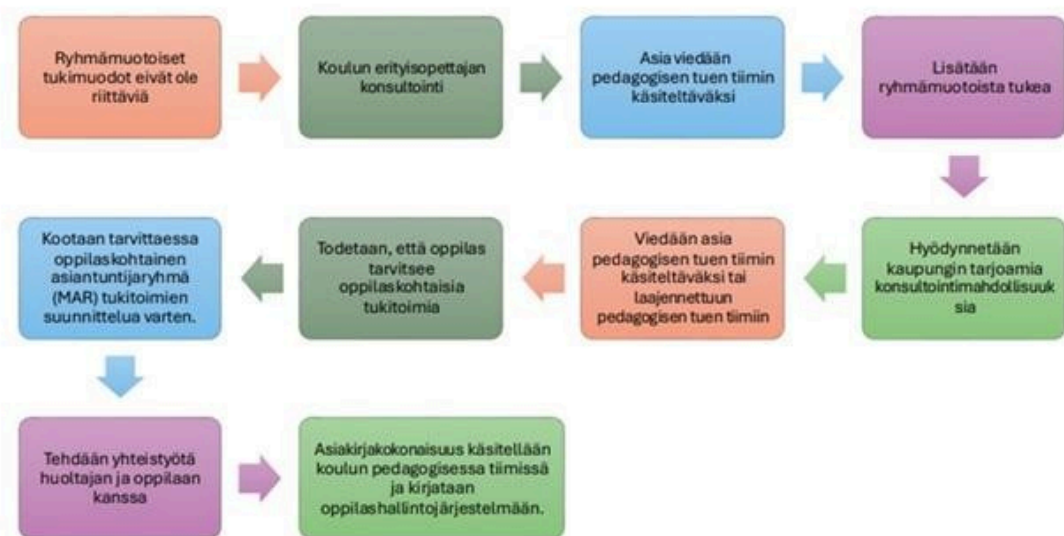 Ryhmämuotoiset
tukimuodot eivät ole
riittäviä
Koulun erityisopettajan
konsultointi
Asia viedään
pedagogisen tuen tiimin
käsiteltäväksi
Lisätään
ryhmämuotoista tukea
Hyödynnetään
kaupungin tarjoamia
konsultointimahdollisuuk
sia
Viedään asia
pedagogisen tuen tiimin
käsiteltäväksi tai
laajennettuun
pedagogisen tuen tiimiin
Todetaan, että oppilas
tarvitsee
oppilaskohtaisia
tukitoimia
Kootaan tarvittaessa
oppilaskohtainen
asiantuntijaryhmä
(MAR) tukitoimien
suunnittelua varten.
Tehdään yhteistyötä
huoltajan ja oppilaan
kanssa
Asiakirjakokonaisuus käsitellään
koulun pedagogisessa tiimissä
ja kirjataan
oppilashallintojärjestelmään.